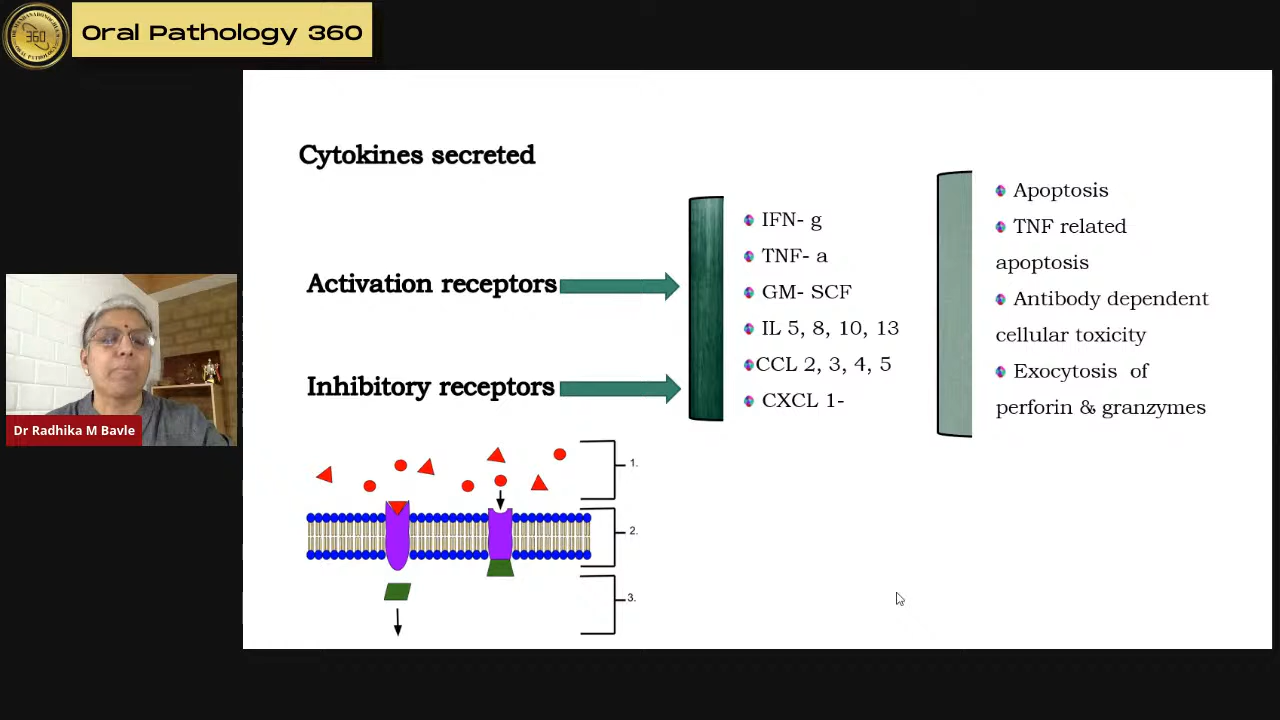 360
Oral Pathology 360
Cytokines secreted
Activation receptors
Inhibitory receptors
IFN- g
TNF- a
GM- SCF
IL 5, 8, 10, 13
CCL 2, 3, 4, 5
CXCL 1-
Apoptosis
TNF related
apoptosis
Antibody dependent
cellular toxicity
Exocytosis of
perforin & granzymes
1.
2.
3.
Dr Radhika M Bavle